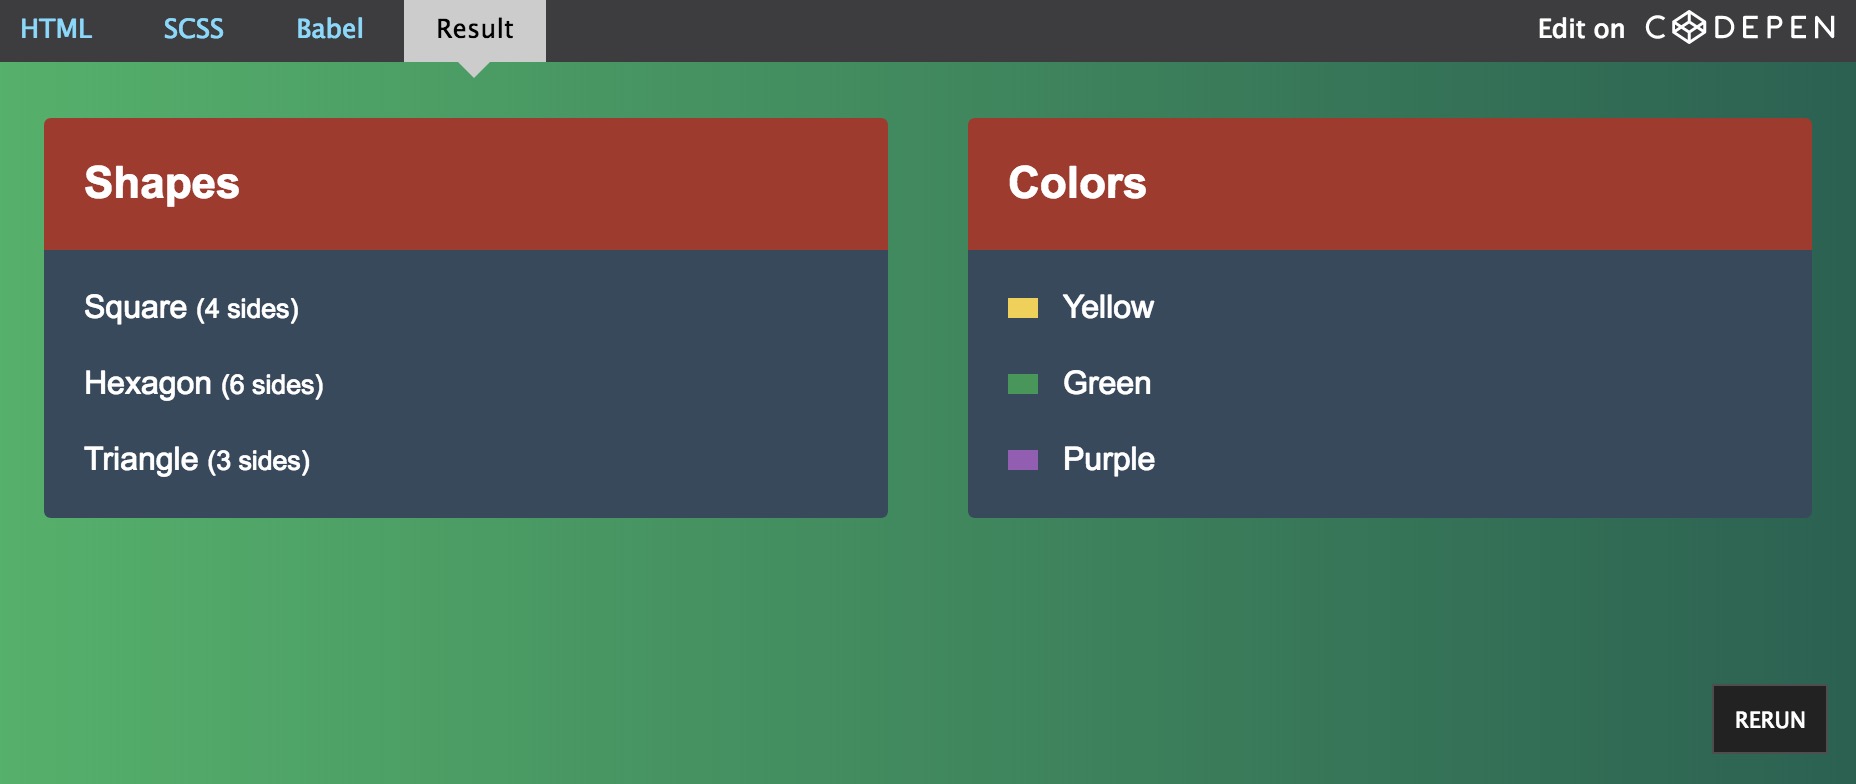 HTML SCSS Babel Result Edit on CODEPEN
Shapes
Square (4 sides)
Hexagon (6 sides)
Triangle (3 sides)
Colors
Yellow
Green
Purple
RERUN